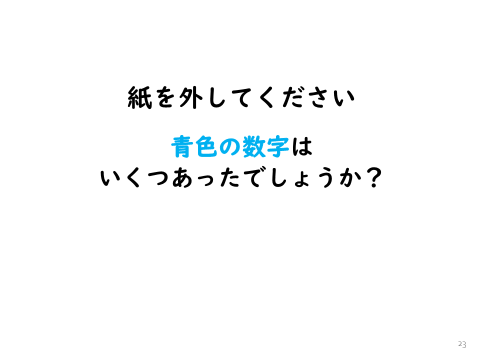 紙を外してください
青色の数字は
いくつあったでしょうか？
23